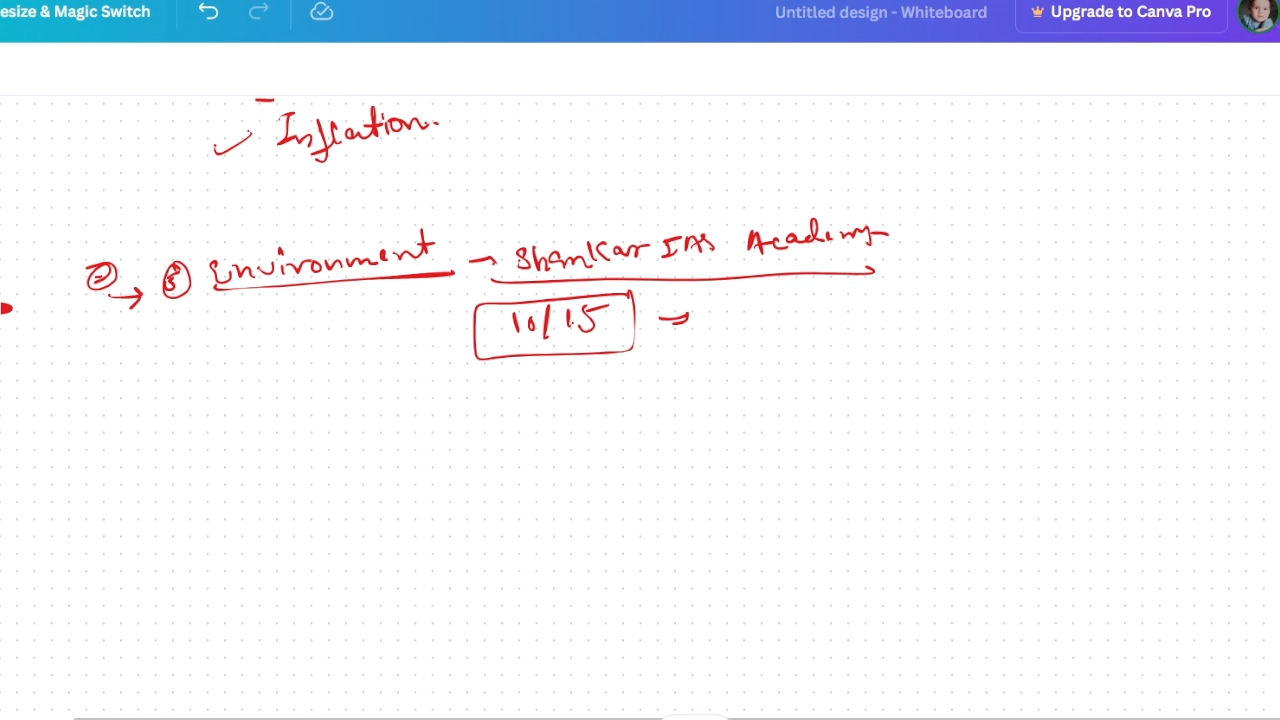 esize & Magic Switch
Untitled design - Whiteboard
Upgrade to Canva Pro
Inflation.
Environment → Shankar IAS Academy
10/15